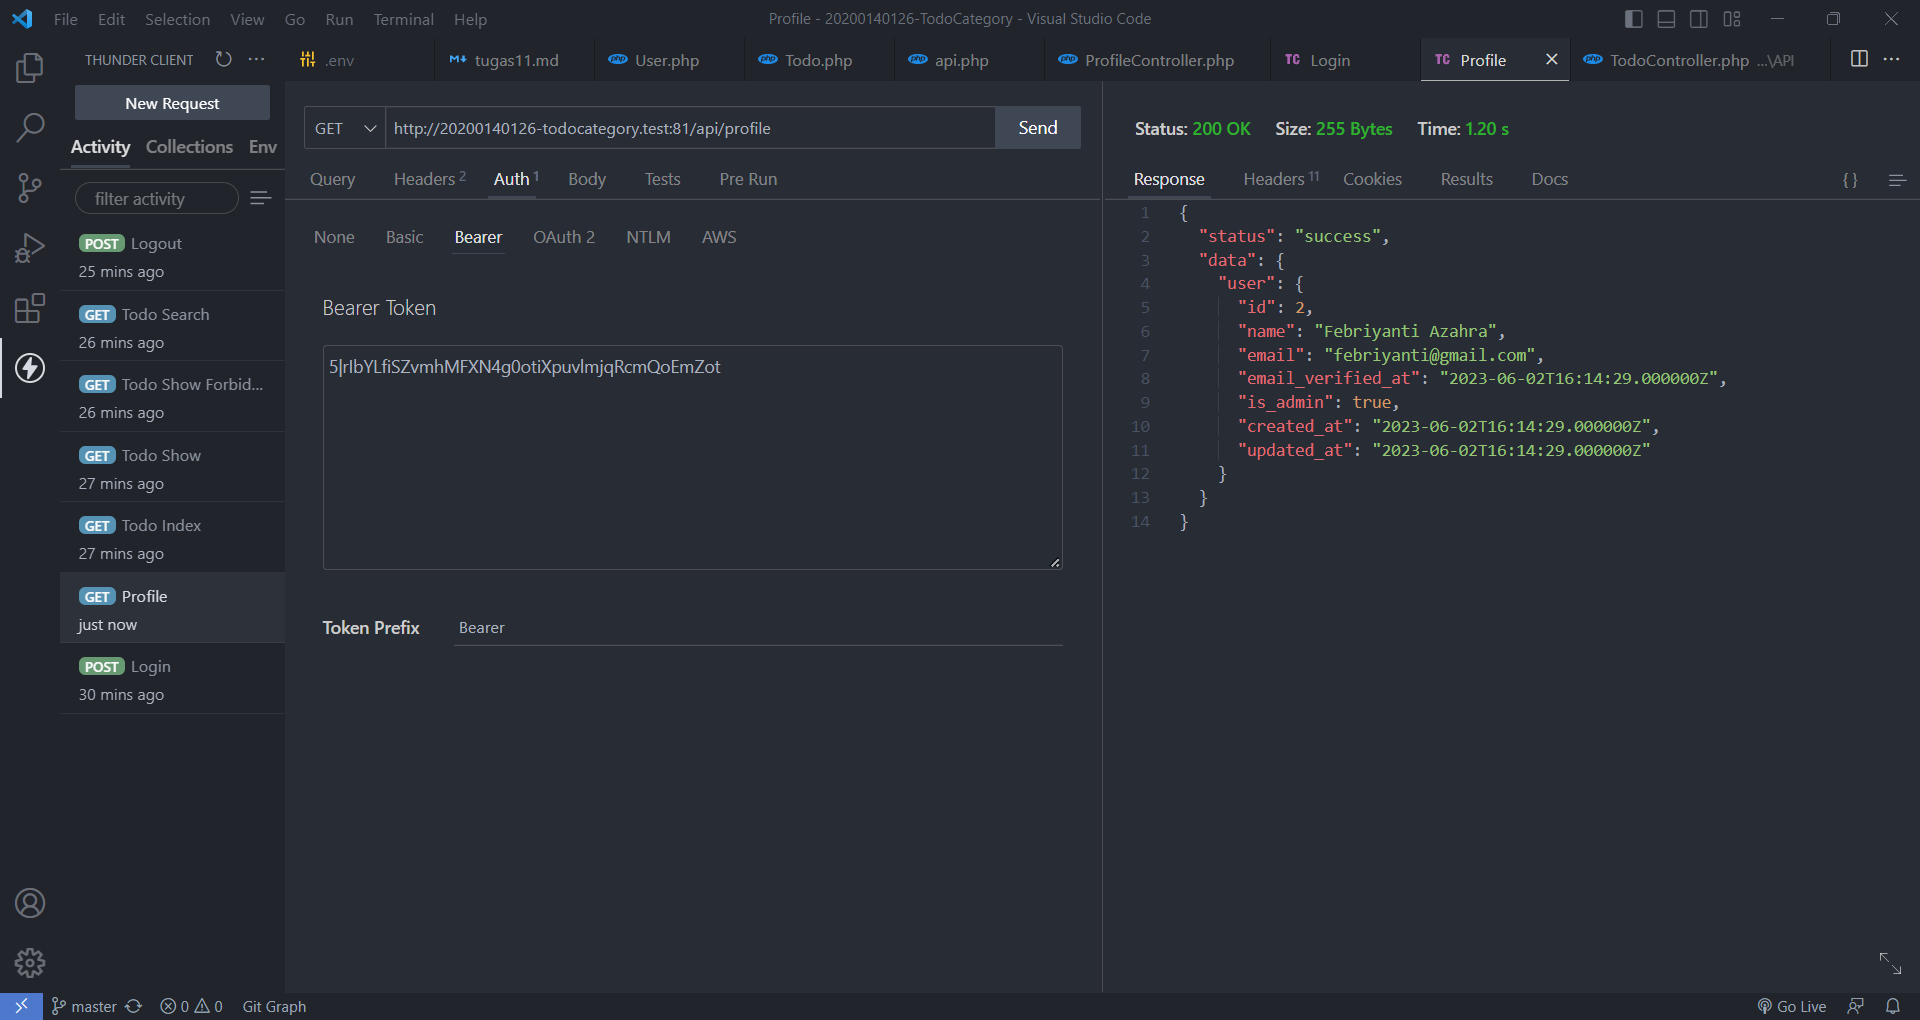 File Edit Selection View Go Run Terminal Help
Profile - 20200140126-TodoCategory - Visual Studio Code
THUNDER CLIENT
.env
tugas11.md
User.php
Todo.php
api.php
ProfileController.php
TC Login
TC Profile
TodoController.php ...\API
New Request
Activity Collections Env
filter activity
POST Logout
25 mins ago
GET Todo Search
26 mins ago
GET Todo Show Forbid...
26 mins ago
GET Todo Show
27 mins ago
GET Todo Index
27 mins ago
GET Profile
just now
POST Login
30 mins ago
GET http://20200140126-todocategory.test:81/api/profile Send
Query Headers 2 Auth 1 Body Tests Pre Run
None Basic Bearer OAuth 2 NTLM AWS
Bearer Token
5|rIbYLfiSZvmhMFXN4g0otiXpuvlmjqRcmQoEmZot
Token Prefix Bearer
Status: 200 OK Size: 255 Bytes Time: 1.20 s
Response Headers 11 Cookies Results Docs { }
1 {
2 "status": "success",
3 "data": {
4 "user": {
5 "id": 2,
6 "name": "Febriyanti Azahra",
7 "email": "febriyanti@gmail.com",
8 "email_verified_at": "2023-06-02T16:14:29.000000Z",
9 "is_admin": true,
10 "created_at": "2023-06-02T16:14:29.000000Z",
11 "updated_at": "2023-06-02T16:14:29.000000Z"
12 }
13 }
14 }
master 0 0 Git Graph
Go Live